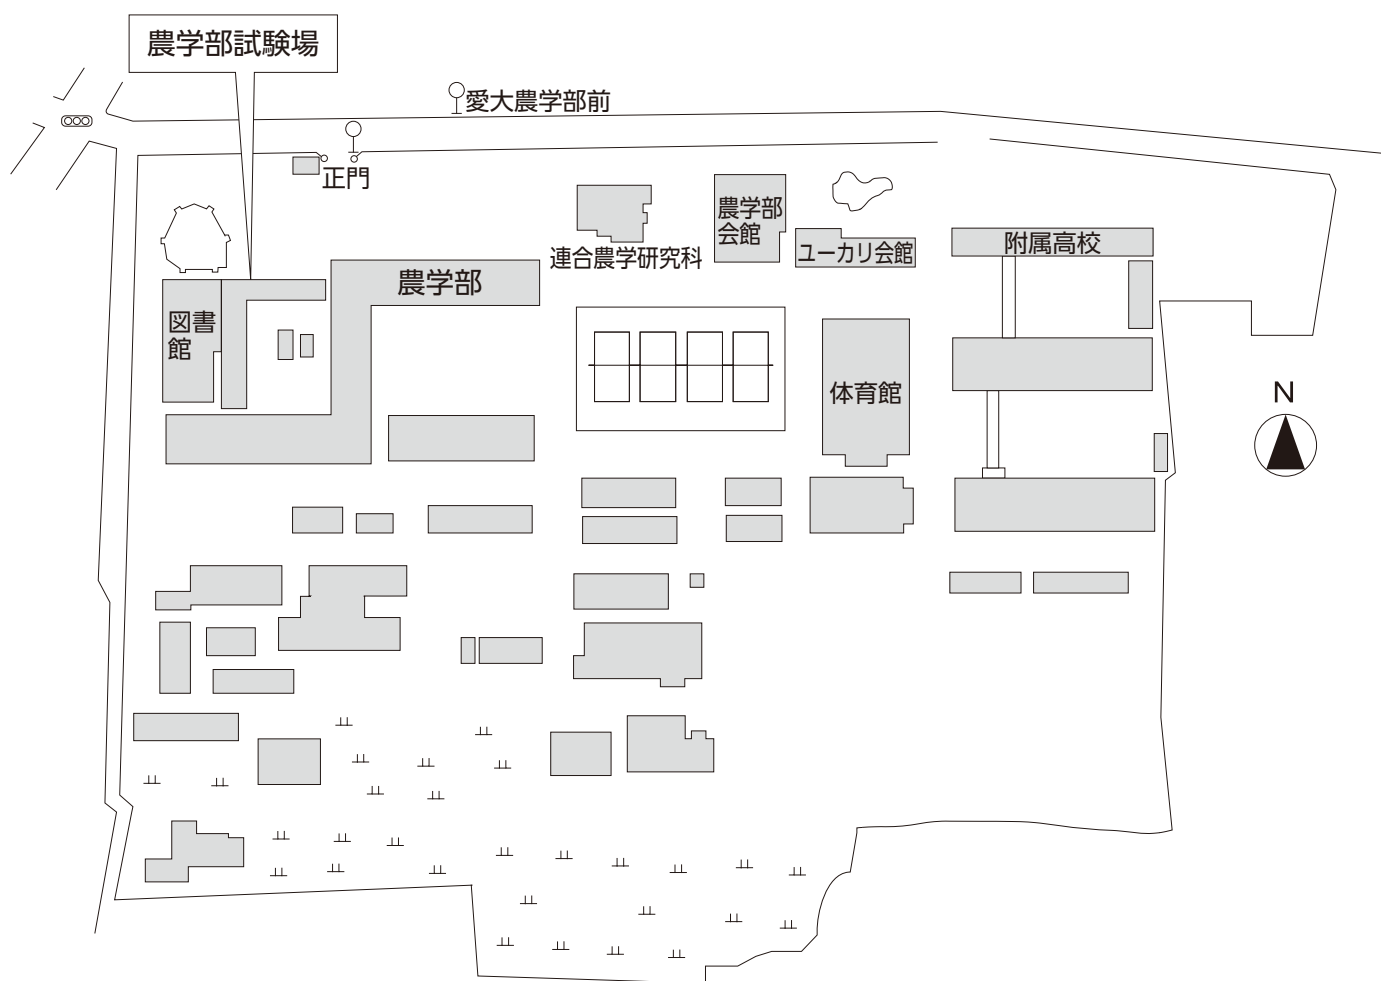 農学部試験場
愛大農学部前
正門
農学部
会館
連合農学研究科
ユーカリ会館
附属高校
農学部
図書
館
体育館
N